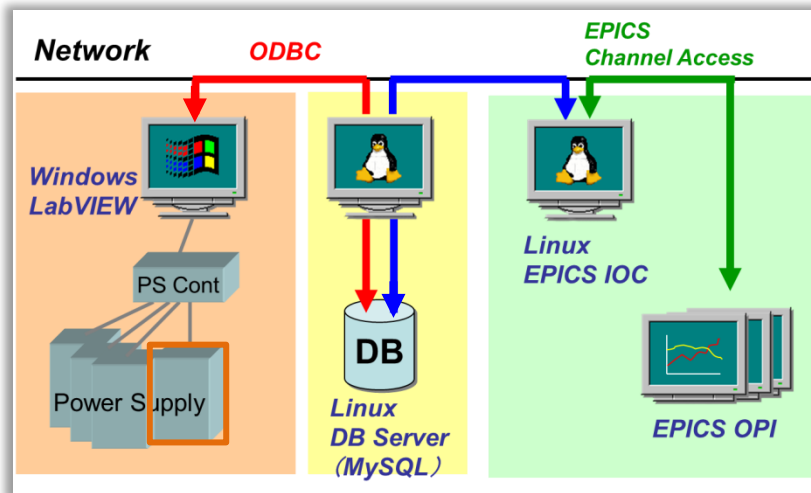 Network
ODBC
EPICS
Channel Access
Windows
LabVIEW
Linux
EPICS IOC
PS Cont
DB
Power Supply
Linux
DB Server
（MySQL）
EPICS OPI